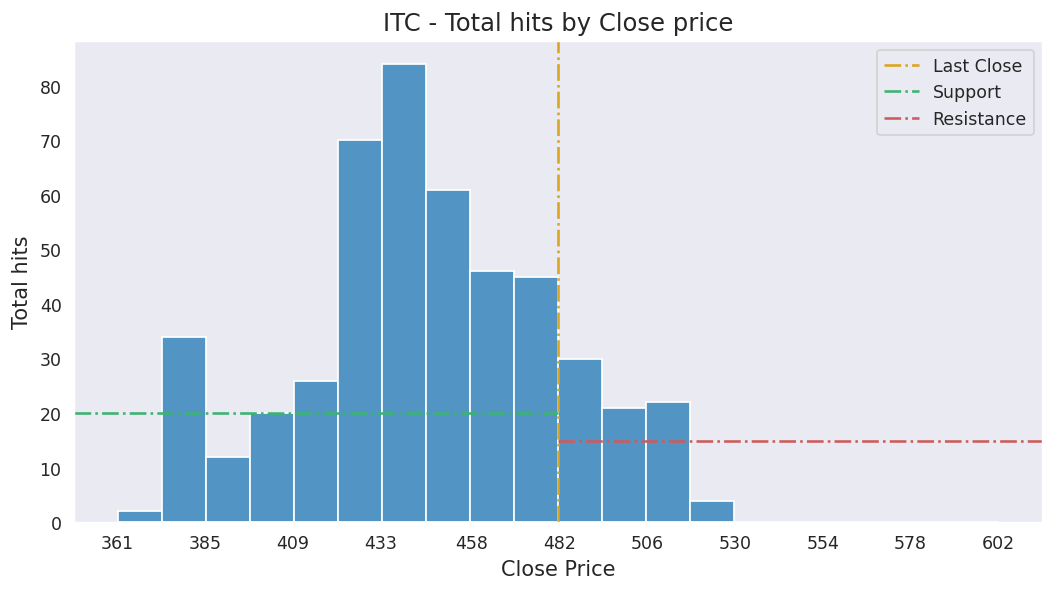 ITC - Total hits by Close price
Last Close
Support
Resistance
Total hits
80
70
60
50
40
30
20
10
0
361 385 409 433 458 482 506 530 554 578 602
Close Price